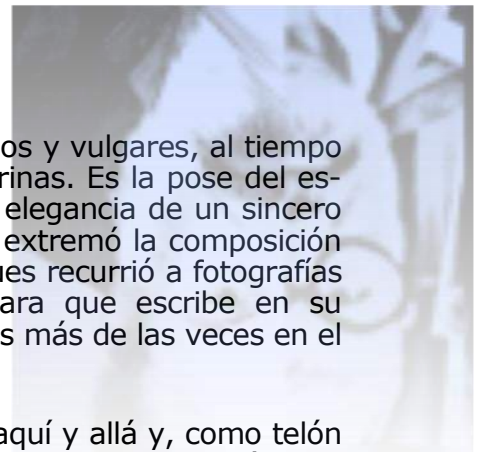 os y vulgares, al tiempo
rinas. Es la pose del es-
elegancia de un sincero
extremó la composición
ues recurrió a fotografías
ara que escribe en su
s más de las veces en el
aquí y allá y, como telón